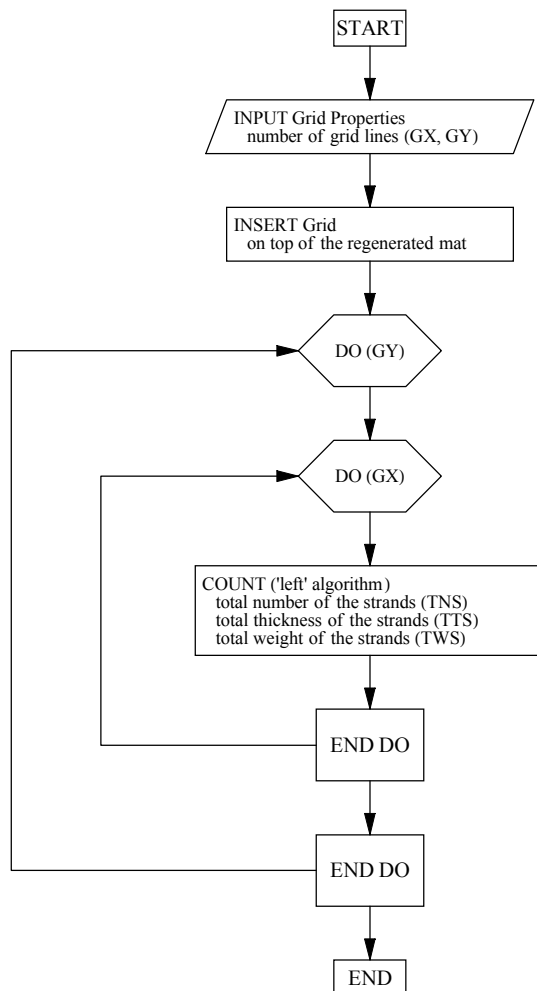 START
INPUT Grid Properties
number of grid lines (GX, GY)
INSERT Grid
on top of the regenerated mat
DO (GY)
DO (GX)
COUNT ('left' algorithm)
total number of the strands (TNS)
total thickness of the strands (TTS)
total weight of the strands (TWS)
END DO
END DO
END